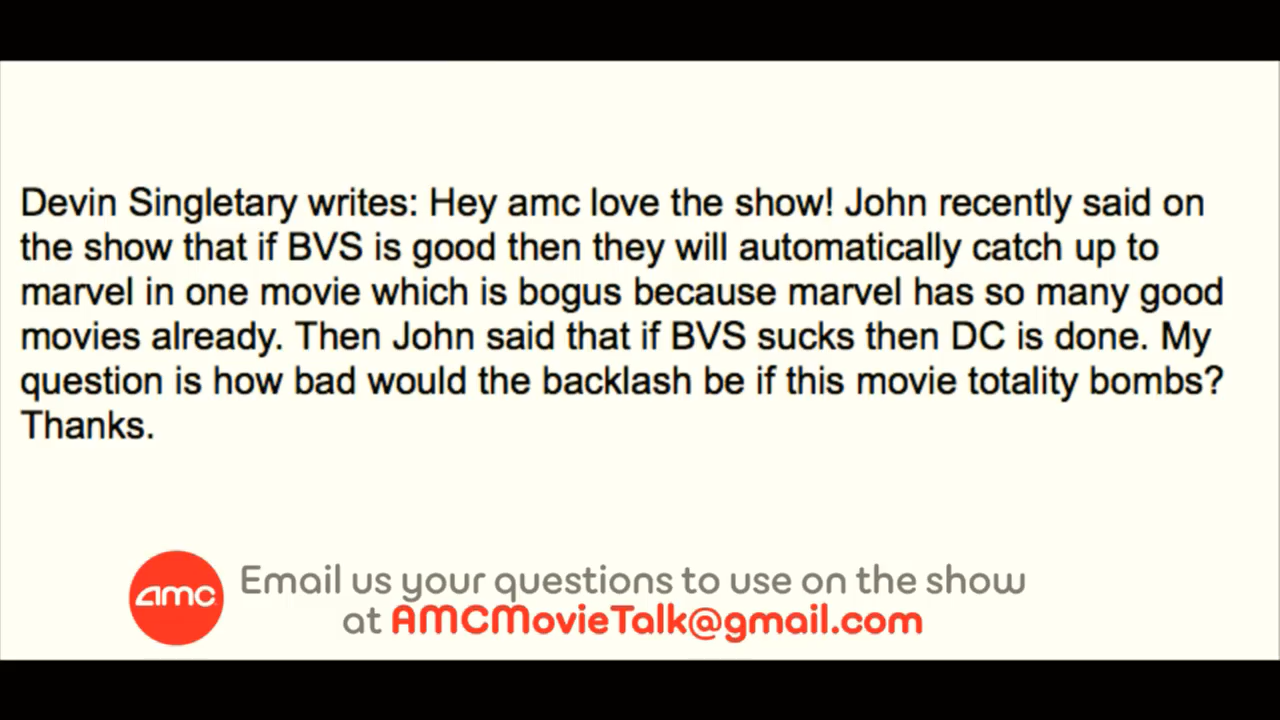 Devin Singletary writes: Hey amc love the show! John recently said on
the show that if BVS is good then they will automatically catch up to
marvel in one movie which is bogus because marvel has so many good
movies already. Then John said that if BVS sucks then DC is done. My
question is how bad would the backlash be if this movie totality bombs?
Thanks.
amc
Email us your questions to use on the show
at AMCMovieTalk@gmail.com